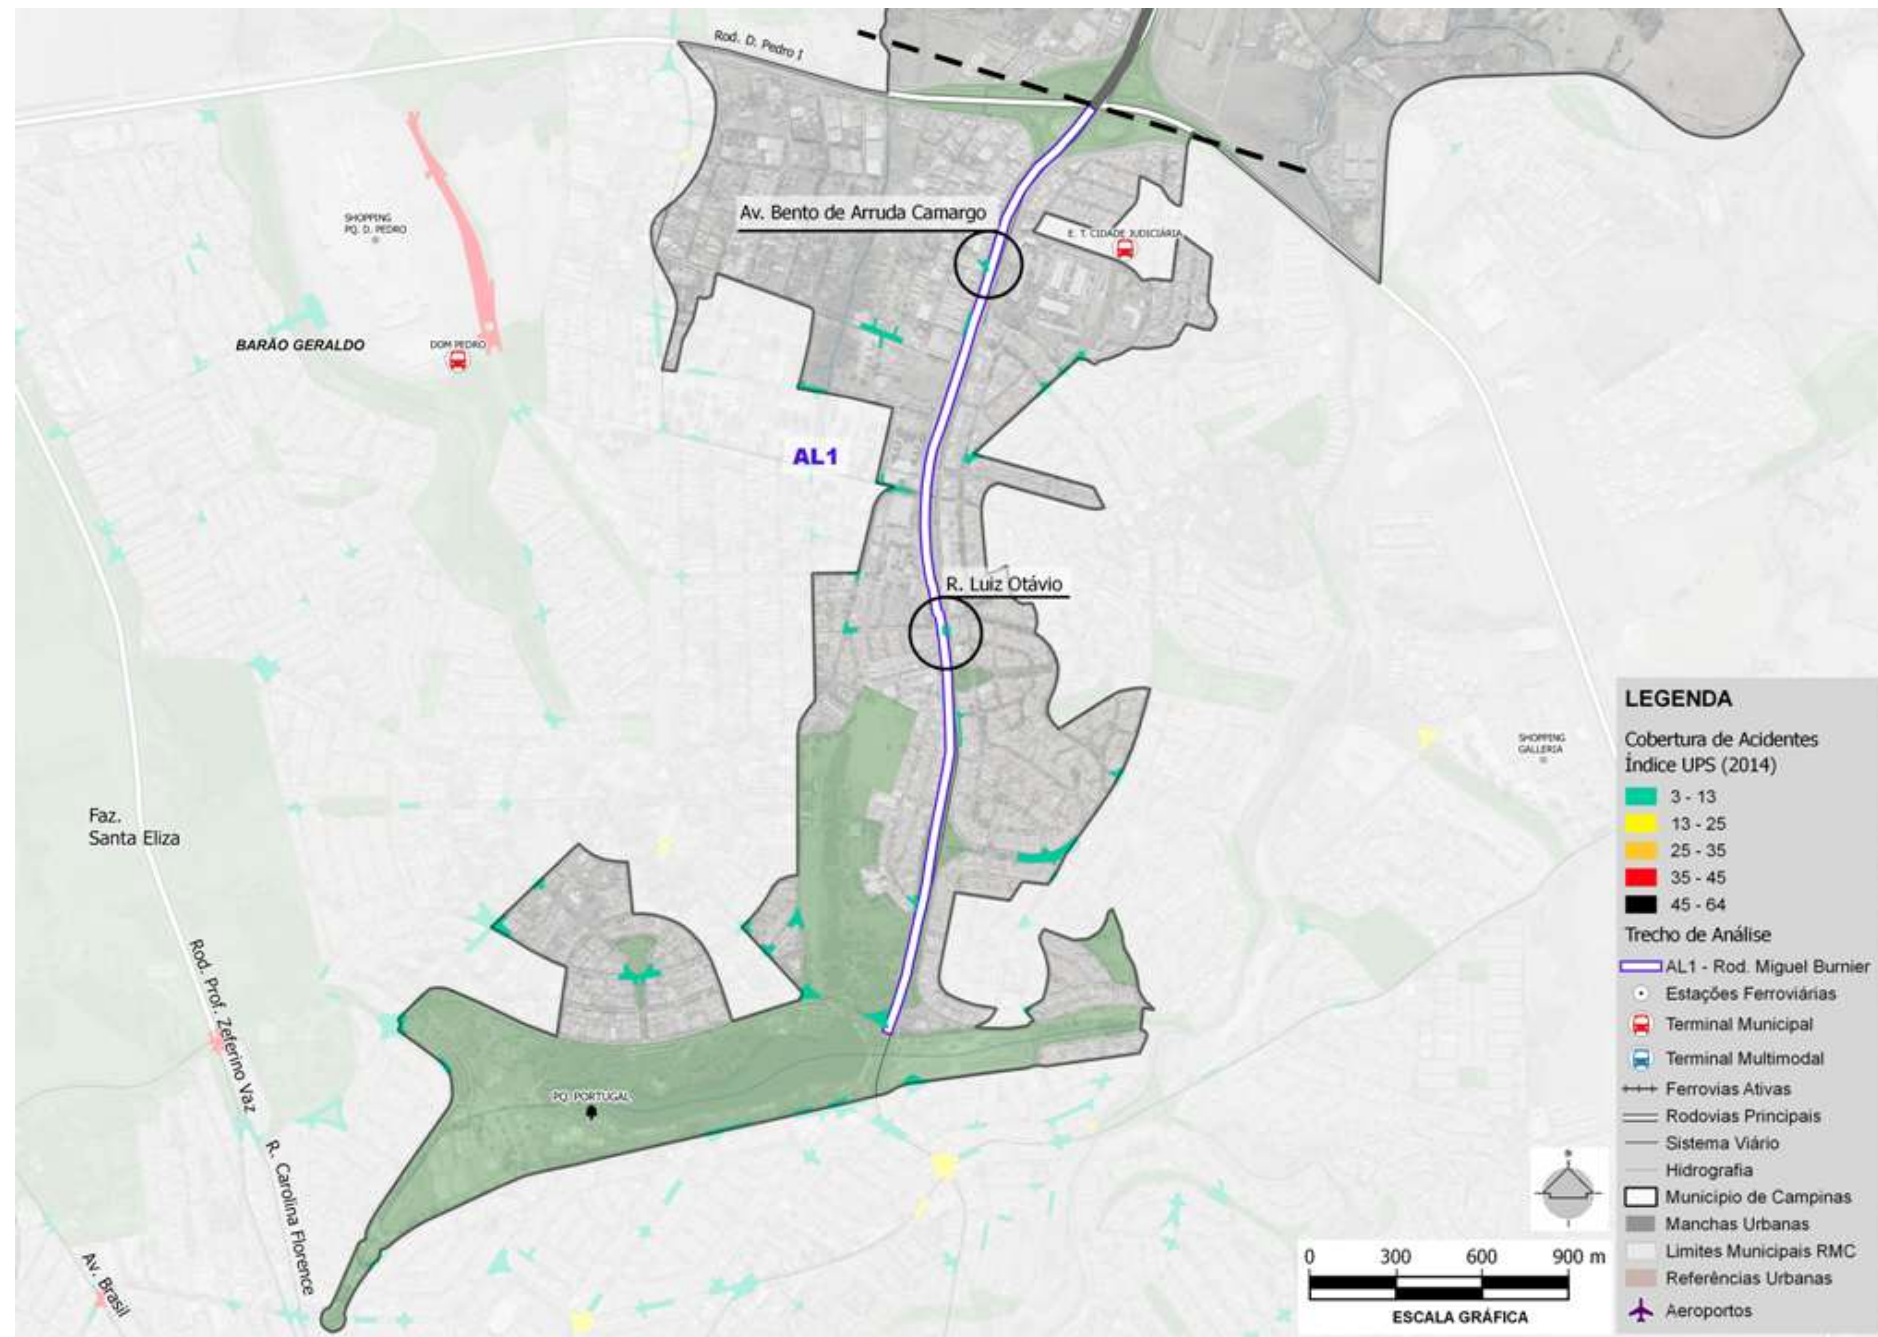 Rod. D. Pedro I
Av. Bento de Arruda Camargo
SHOPPING
PQ. D. PEDRO
E. T. CIDADE JUDICIÁRIA
BARÃO GERALDO
DOM PEDRO
AL1
R. Luiz Otávio
SHOPPING
GALLERIA
Faz.
Santa Eliza
Rod. Prof. Zeferino Vaz
PQ. PORTUGAL
R. Carolina Florence
Av. Brasil
LEGENDA
Cobertura de Acidentes
Índice UPS (2014)
3 - 13
13 - 25
25 - 35
35 - 45
45 - 64
Trecho de Análise
AL1 - Rod. Miguel Burnier
Estações Ferroviárias
Terminal Municipal
Terminal Multimodal
Ferrovias Ativas
Rodovias Principais
Sistema Viário
Hidrografia
Município de Campinas
Manchas Urbanas
Limites Municipais RMC
Referências Urbanas
Aeroportos
0 300 600 900 m
ESCALA GRÁFICA